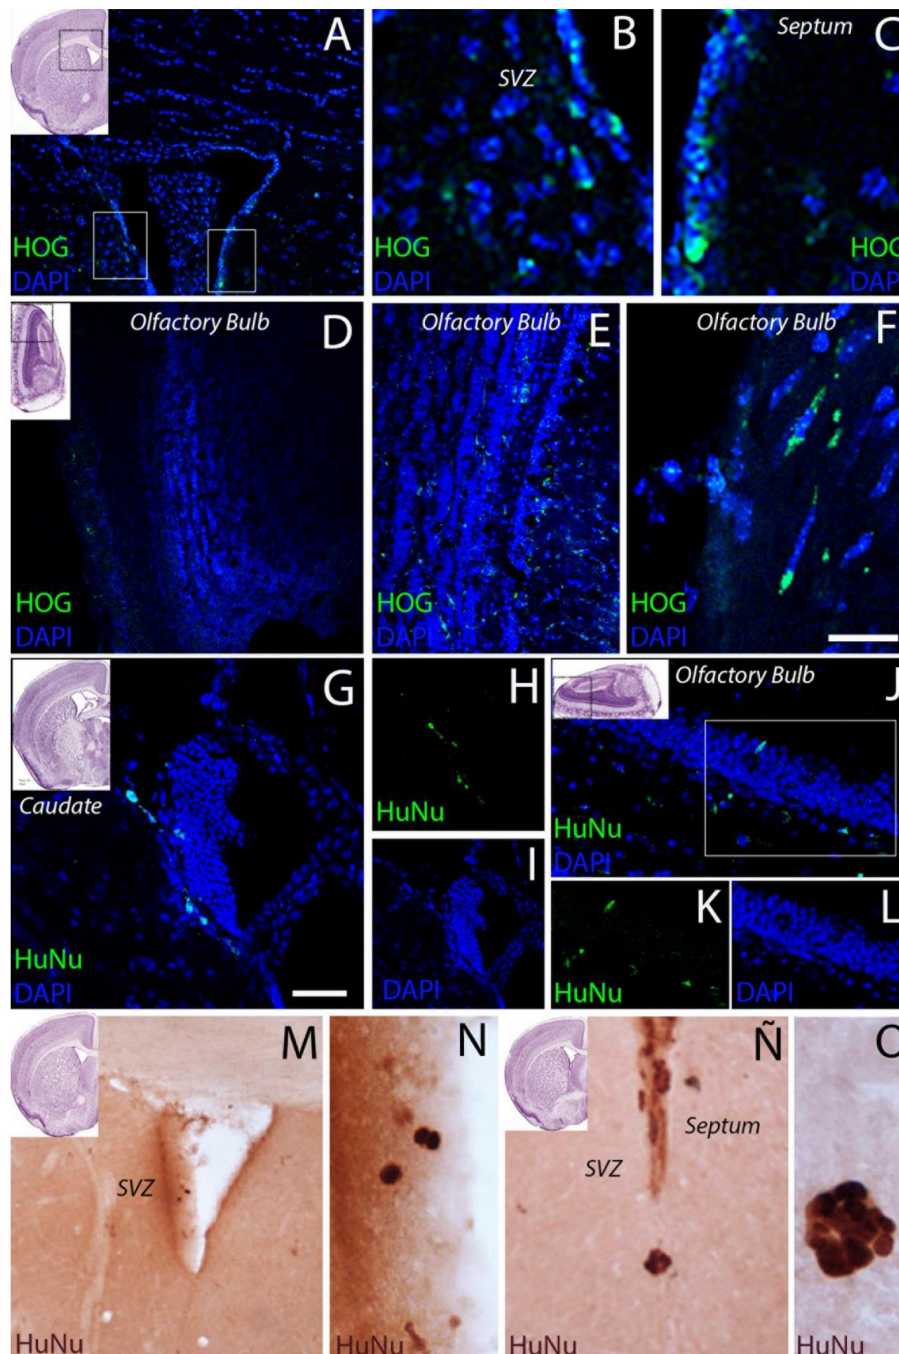 A
HOG
DAPI
B
SVZ
Septum
C
HOG
DAPI
Olfactory Bulb
D
HOG
DAPI
Olfactory Bulb
E
HOG
DAPI
Olfactory Bulb
F
HOG
DAPI
G
Caudate
HuNu
DAPI
H
HuNu
I
DAPI
Olfactory Bulb
J
HuNu
DAPI
K
HuNu
L
DAPI
M
SVZ
HuNu
N
HuNu
Ñ
Septum
SVZ
HuNu
O
HuNu